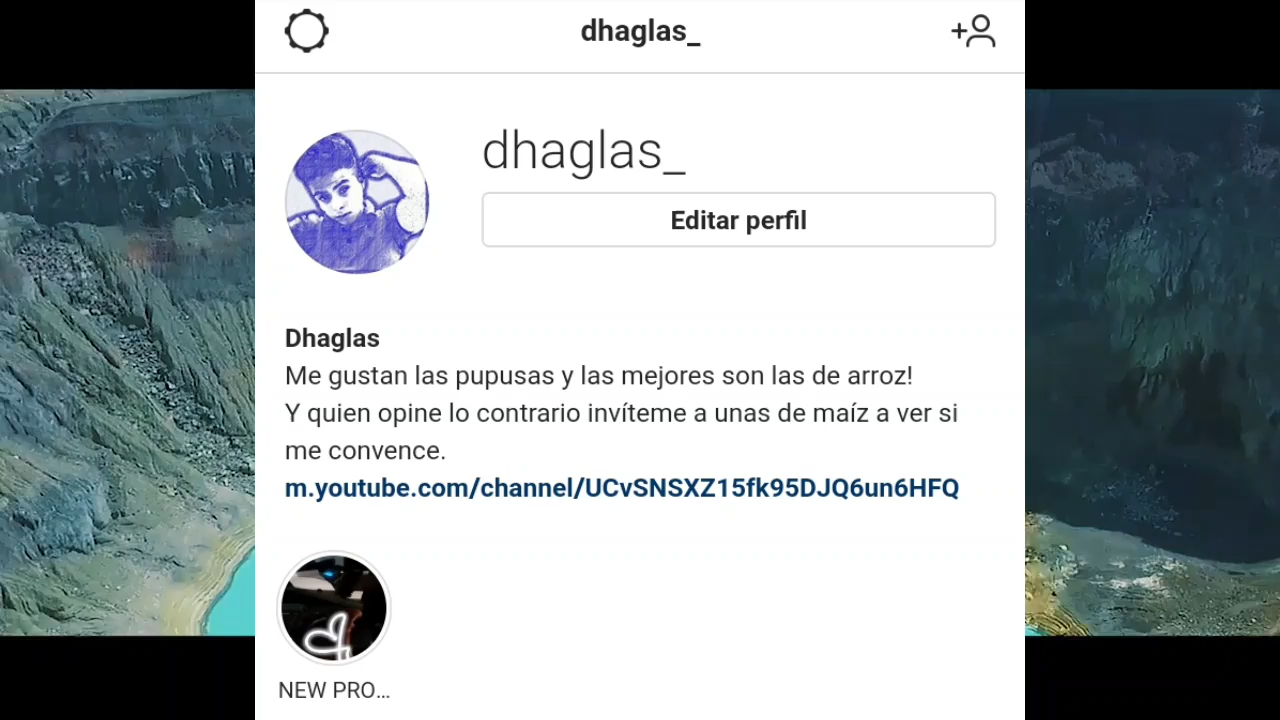 dhaglas_
dhaglas_
Editar perfil
Dhaglas
Me gustan las pupusas y las mejores son las de arroz!
Y quien opine lo contrario invíteme a unas de maíz a ver si
me convence.
m.youtube.com/channel/UCvSNSXZ15fk95DJQ6un6HFQ
NEW PRO...